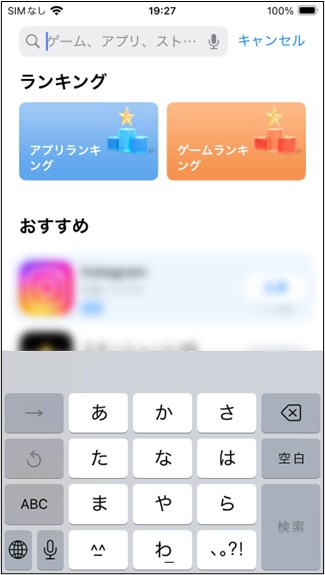 SIMなし 19:27 100%
ゲーム、アプリ、スト… キャンセル
ランキング
アプリランキ
ング
ゲームランキ
ング
おすすめ
Instagram
→ あ か さ
た な は 空白
ABC ま や ら
検索
^^ わ_ 、。?!